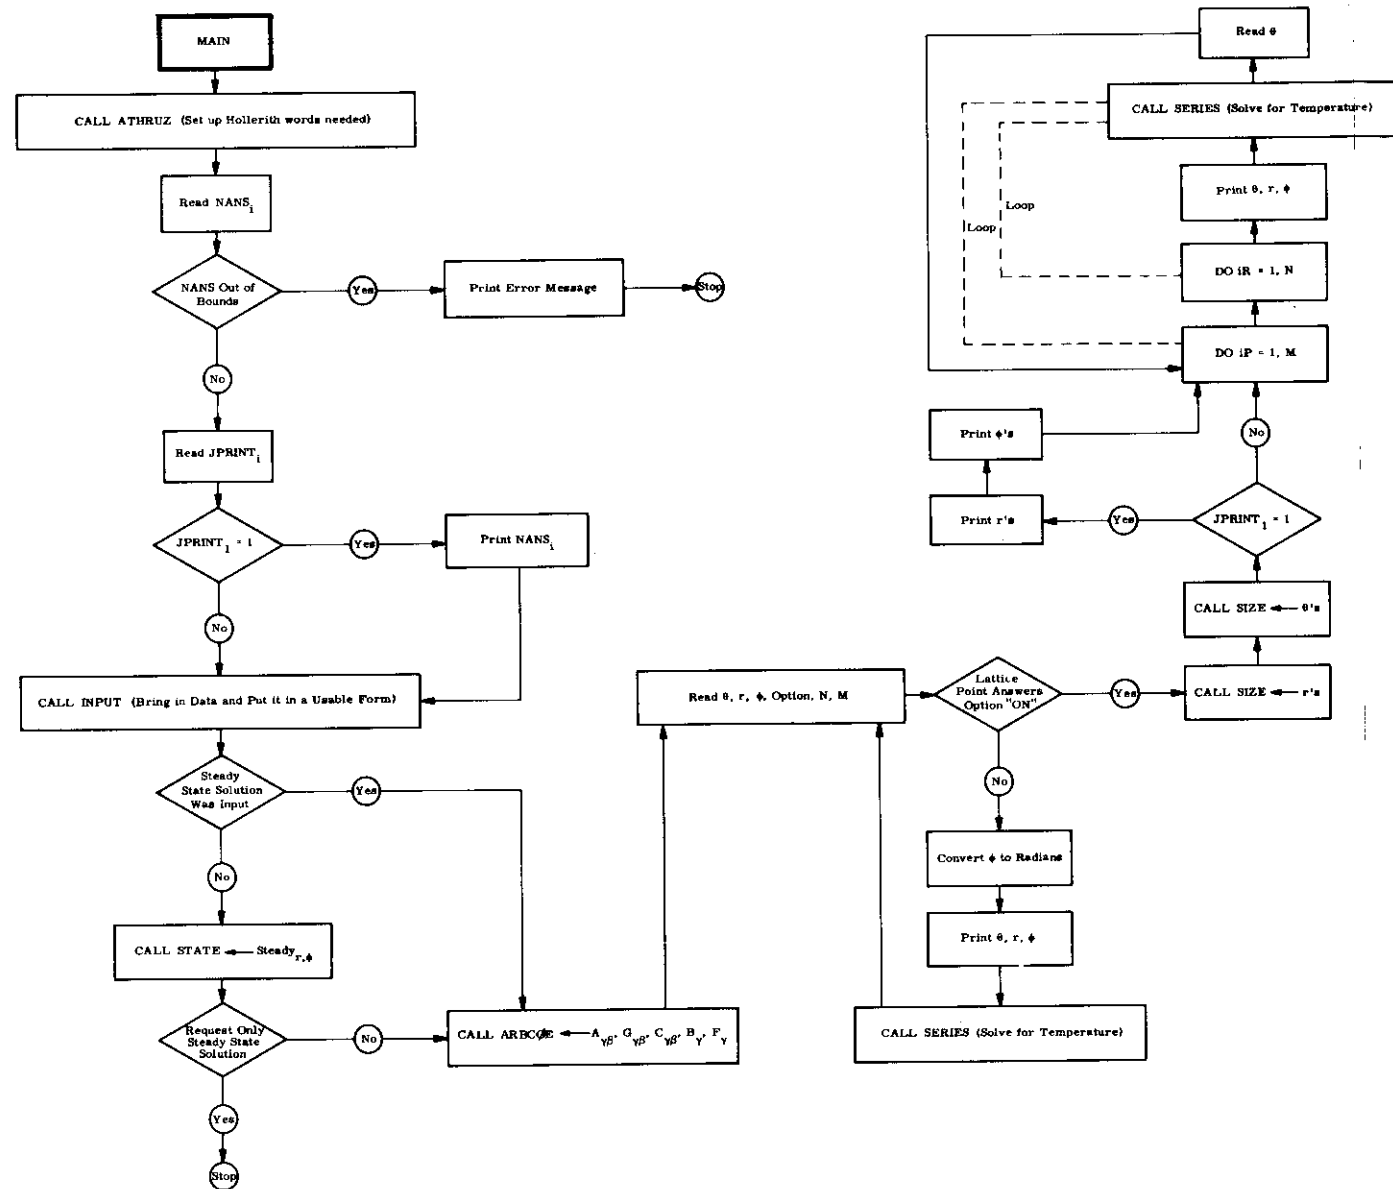 MAIN
CALL ATHRUZ (Set up Hollerith words needed)
Read NANS_i
NANS Out of
Bounds
Yes
Print Error Message
Stop
No
Read JPRINT_i
JPRINT_1 = 1
Yes
Print NANS_i
No
CALL INPUT (Bring in Data and Put it in a Usable Form)
Steady
State Solution
Was Input
Yes
No
CALL STATE ← Steady_r,ϕ
Request Only
Steady State
Solution
No
Yes
Stop
CALL ARBCØE ← A_γβ, G_γβ, C_γβ, B_γ, F_γ
Read θ, r, ϕ, Option, N, M
Lattice
Point Answers
Option "ON"
Yes
No
Convert ϕ to Radians
Print θ, r, ϕ
CALL SERIES (Solve for Temperature)
CALL SIZE ← r's
CALL SIZE ← θ's
JPRINT_1 = 1
Yes
Print r's
Print ϕ's
No
DO iP = 1, M
DO iR = 1, N
Loop
Loop
Print θ, r, ϕ
CALL SERIES (Solve for Temperature)
Read θ